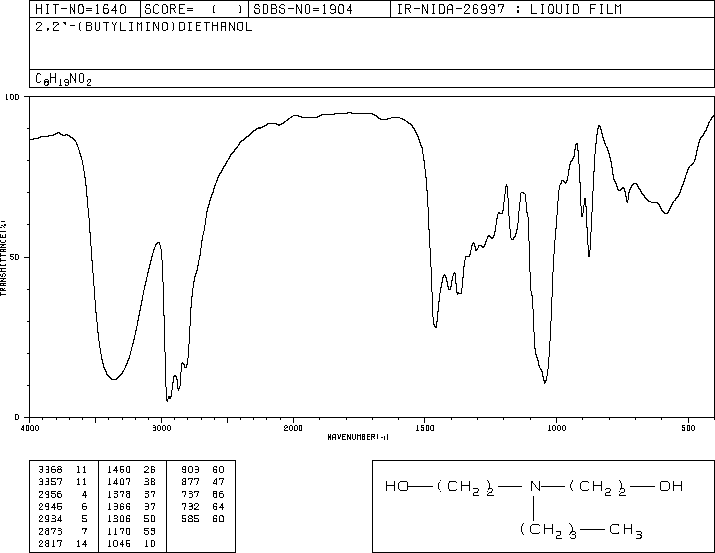 HIT-NO=1640 SCORE= ( ) SDBS-NO=1904 IR-NIDA-26997 : LIQUID FILM
2,2'-(BUTYLIMINO)DIETHANOL
C8H19NO2
100
50
0
TRANSMITTANCE(%)
4000 3000 2000 1500 1000 500
WAVENUMBER(-1)
3368 11 1460 26 903 60
3357 11 1407 38 877 47
2956 4 1378 37 737 66
2945 6 1366 37 732 64
2934 5 1306 50 585 60
2873 7 1170 59
2817 14 1046 10
HO—(CH2)2—N—(CH2)2—OH
(CH2)3—CH3